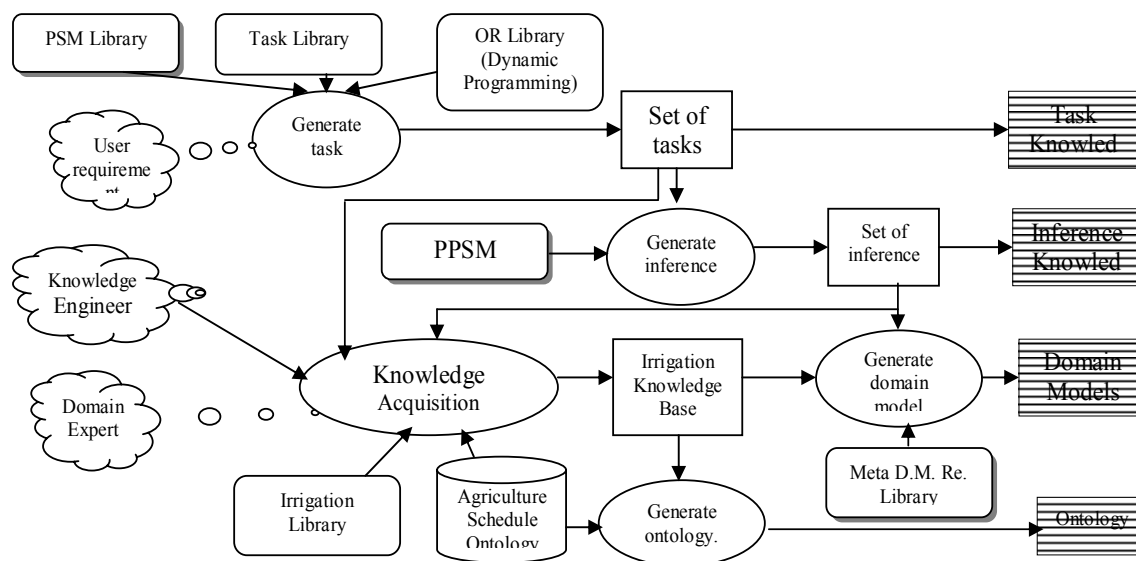 PSM Library
Task Library
OR Library
(Dynamic
Programming)
Generate
task
Set of
tasks
Task
Knowled
User
requireme
nt
PPSM
Generate
inference
Set of
inference
Inference
Knowled
Knowledge
Engineer
Knowledge
Acquisition
Irrigation
Knowledge
Base
Generate
domain
model
Domain
Models
Domain
Expert
Irrigation
Library
Agriculture
Schedule
Ontology
Generate
ontology.
Meta D.M. Re.
Library
Ontology